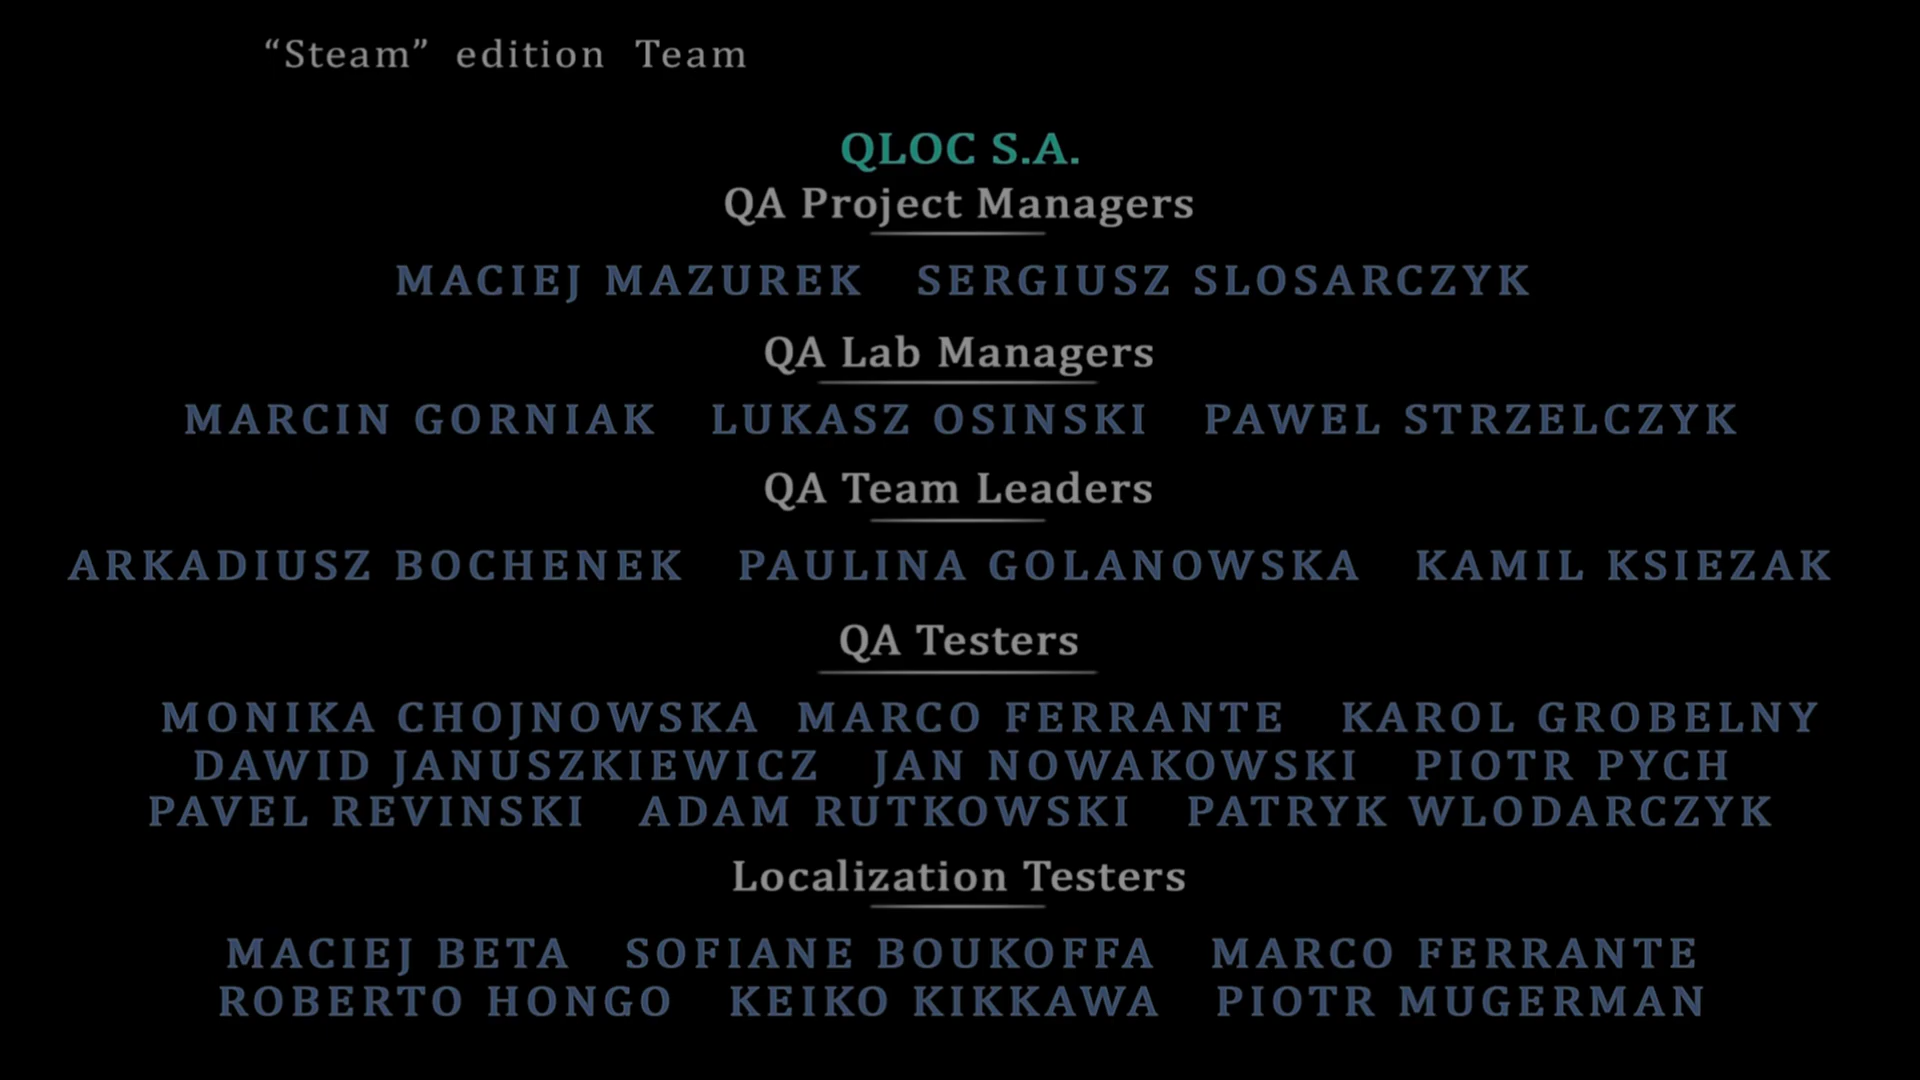 “Steam” edition Team
QLOC S.A.
QA Project Managers
MACIEJ MAZUREK SERGIUSZ SLOSARCZYK
QA Lab Managers
MARCIN GORNIAK LUKASZ OSINSKI PAWEL STRZELCZYK
QA Team Leaders
ARKADIUSZ BOCHENEK PAULINA GOLANOWSKA KAMIL KSIEZAK
QA Testers
MONIKA CHOJNOWSKA MARCO FERRANTE KAROL GROBELNY
DAWID JANUSZKIEWICZ JAN NOWAKOWSKI PIOTR PYCH
PAVEL REVINSKI ADAM RUTKOWSKI PATRYK WLODARCZYK
Localization Testers
MACIEJ BETA SOFIANE BOUKOFFA MARCO FERRANTE
ROBERTO HONGO KEIKO KIKKAWA PIOTR MUGERMAN